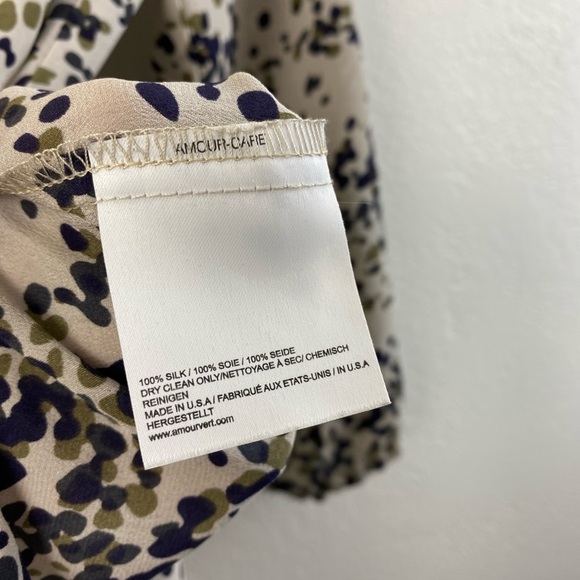 AMOUR-CAFIE
100% SILK / 100% SOIE / 100% SEIDE
DRY CLEAN ONLY/NETTOYAGE À SEC/ CHEMISCH
REINIGEN
MADE IN U.S.A / FABRIQUÉ AUX ETATS-UNIS / IN U.S.A
HERGESTELLT
www.amourvert.com